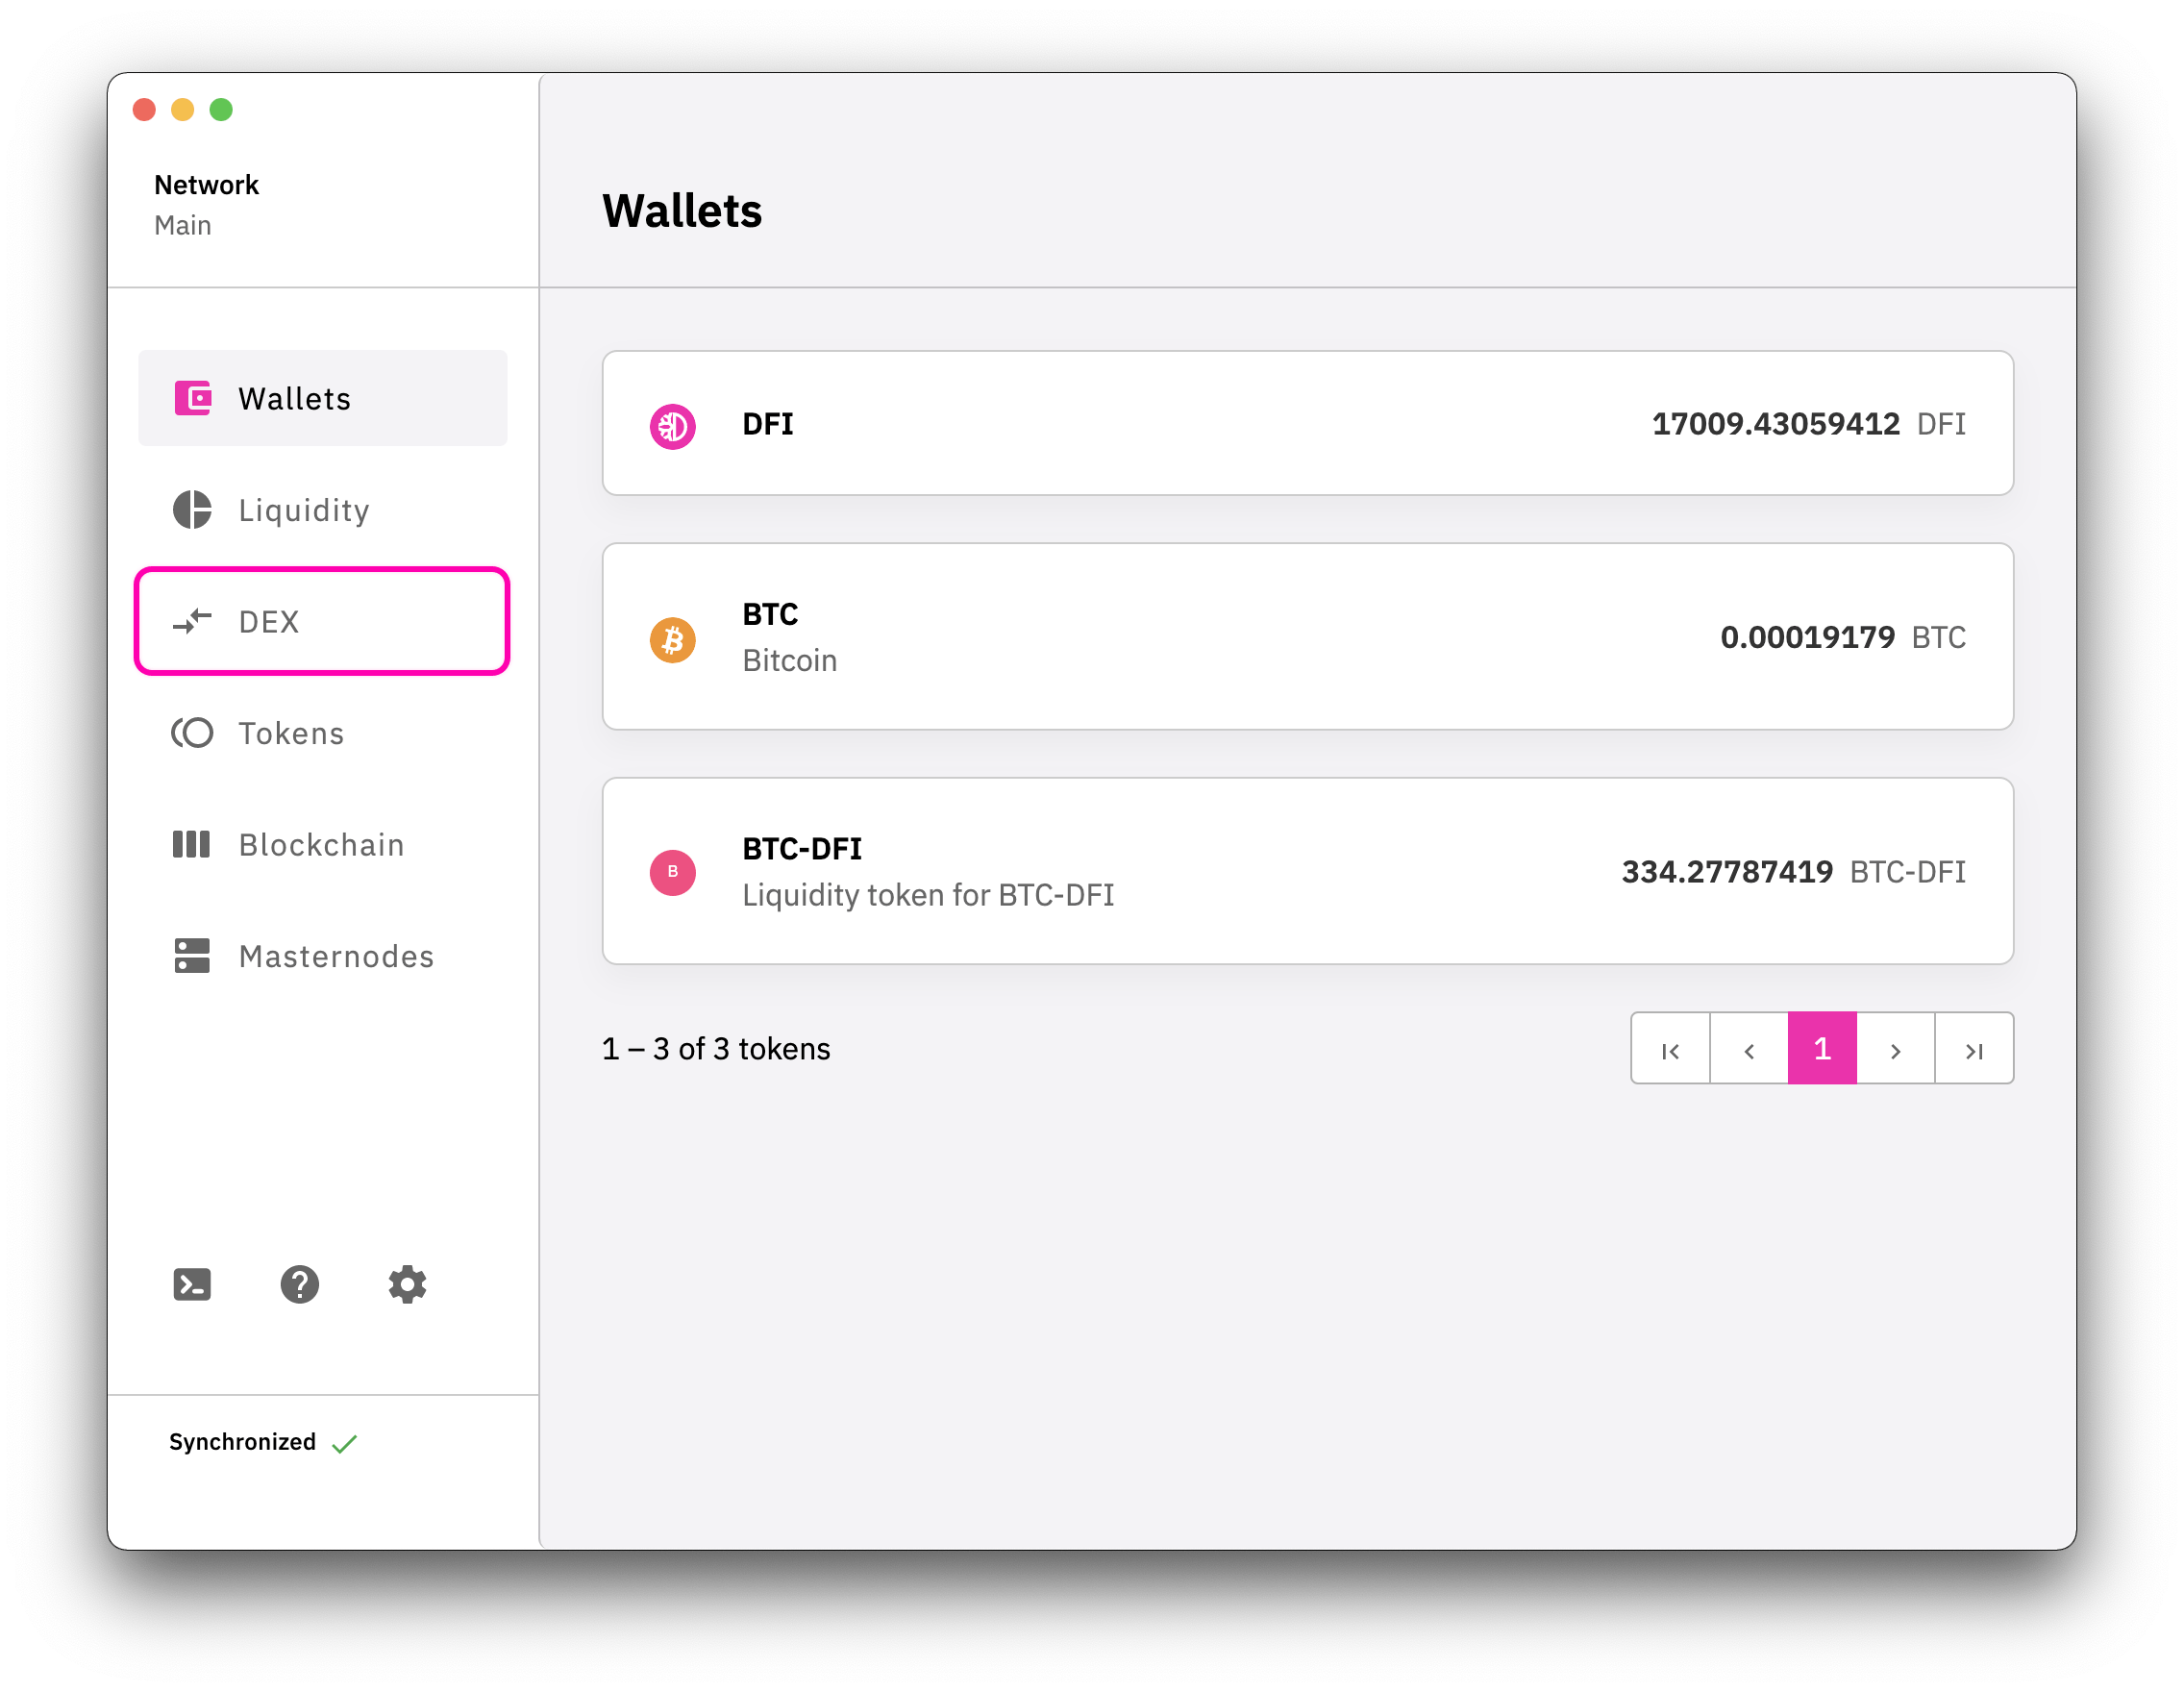 Network
Main
Wallets
Liquidity
DEX
Tokens
Blockchain
Masternodes
Synchronized
Wallets
DFI
17009.43059412 DFI
BTC
Bitcoin
0.00019179 BTC
B
BTC-DFI
Liquidity token for BTC-DFI
334.27787419 BTC-DFI
1 – 3 of 3 tokens
1